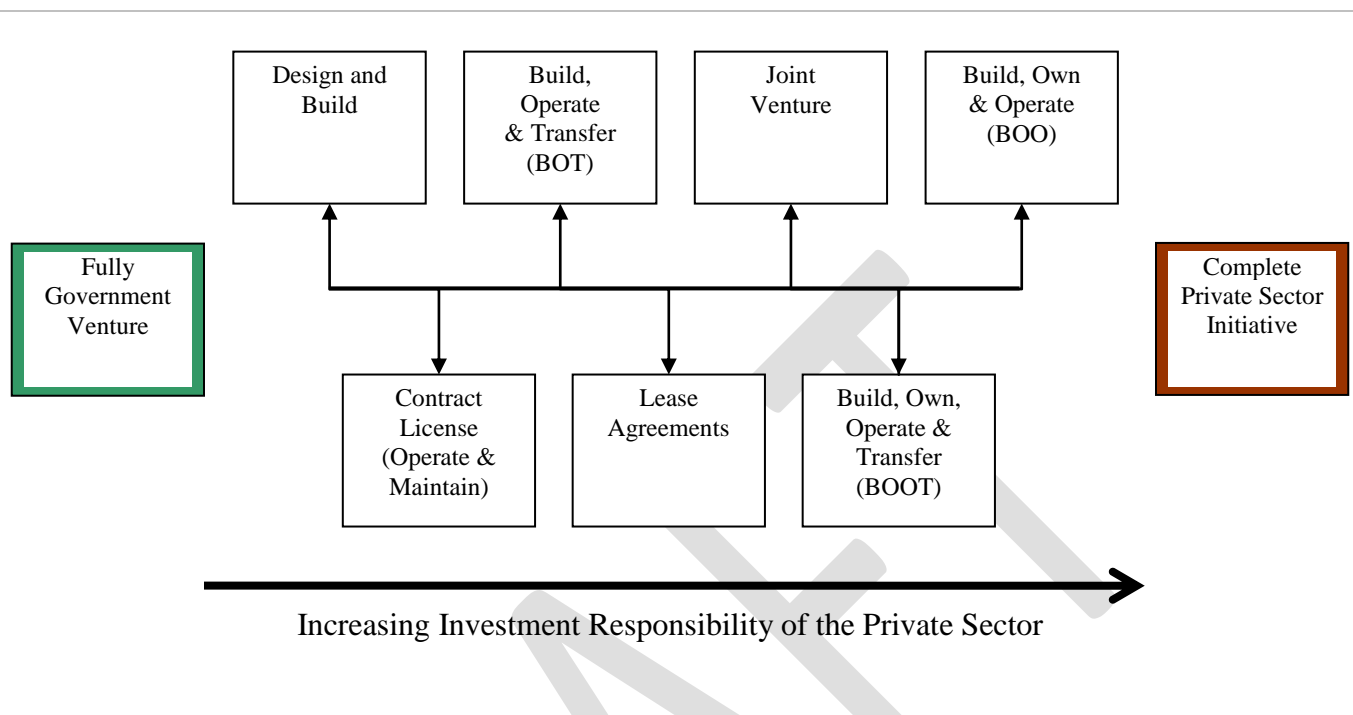 Design and
Build
Build,
Operate
& Transfer
(BOT)
Joint
Venture
Build, Own
& Operate
(BOO)
Fully
Government
Venture
Complete
Private Sector
Initiative
Contract
License
(Operate &
Maintain)
Lease
Agreements
Build, Own,
Operate &
Transfer
(BOOT)
Increasing Investment Responsibility of the Private Sector